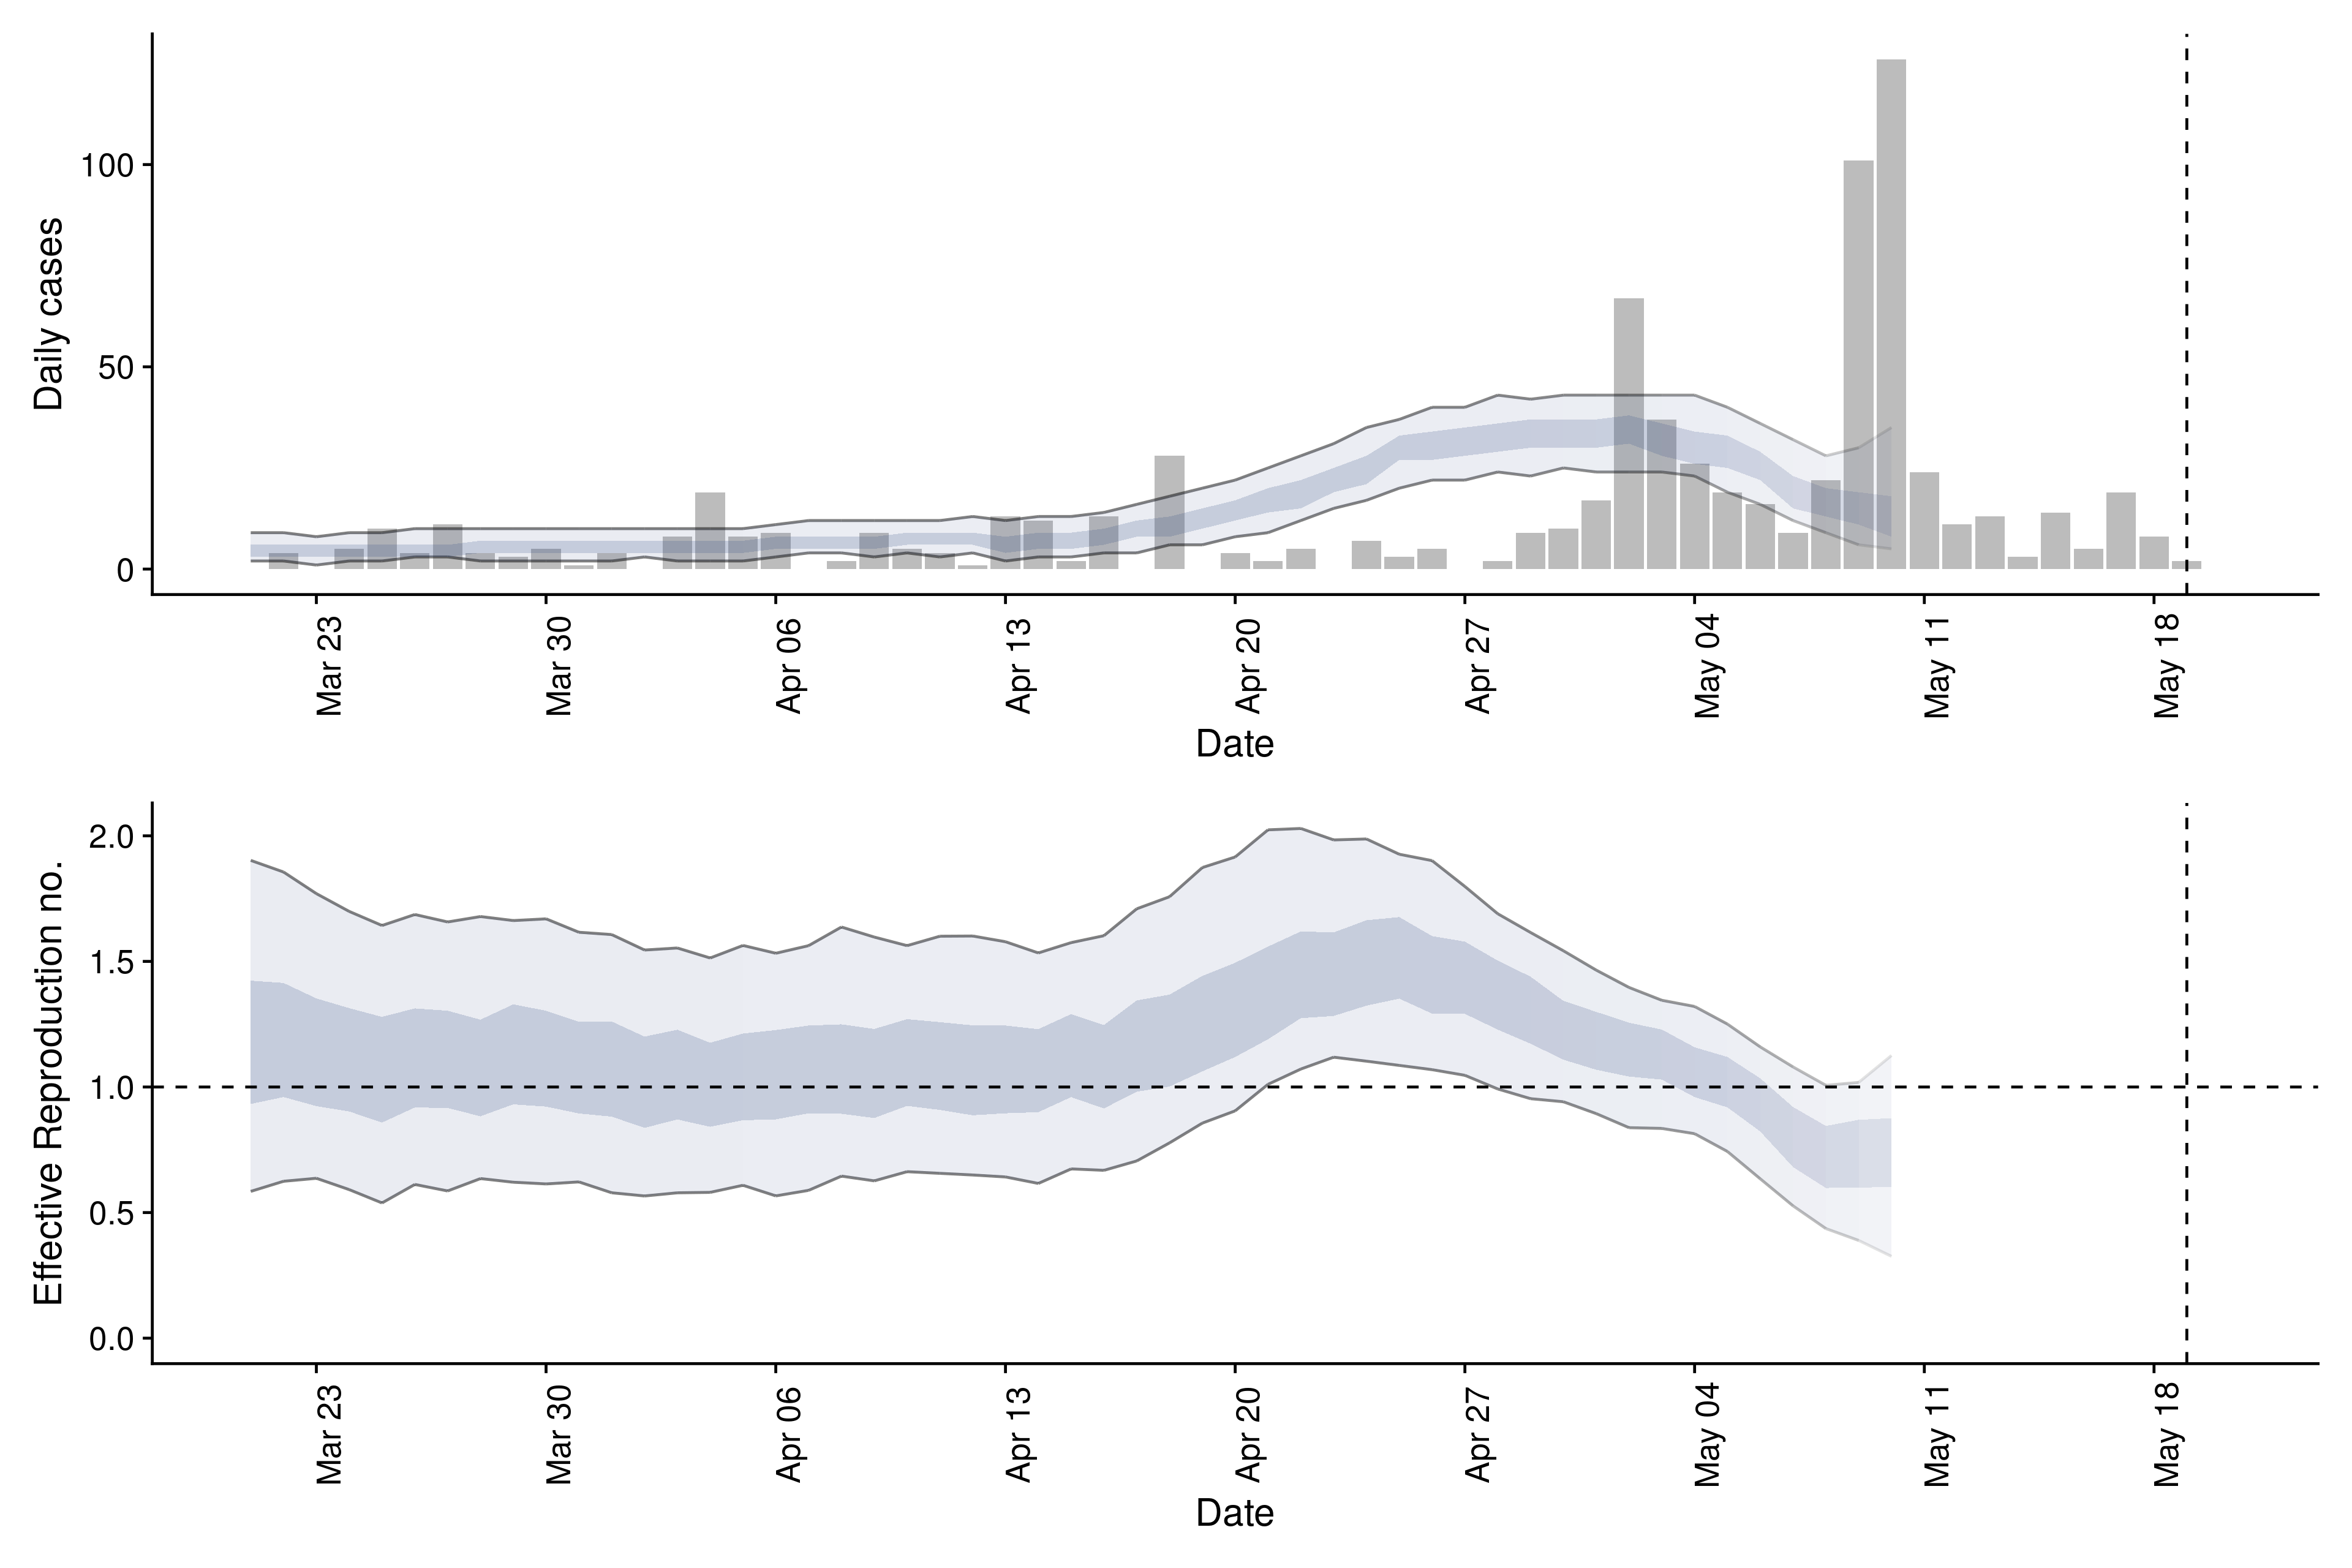 Daily cases
100
50
0
Mar 23
Mar 30
Apr 06
Apr 13
Apr 20
Apr 27
May 04
May 11
May 18
Date
Effective Reproduction no.
2.0
1.5
1.0
0.5
0.0
Mar 23
Mar 30
Apr 06
Apr 13
Apr 20
Apr 27
May 04
May 11
May 18
Date